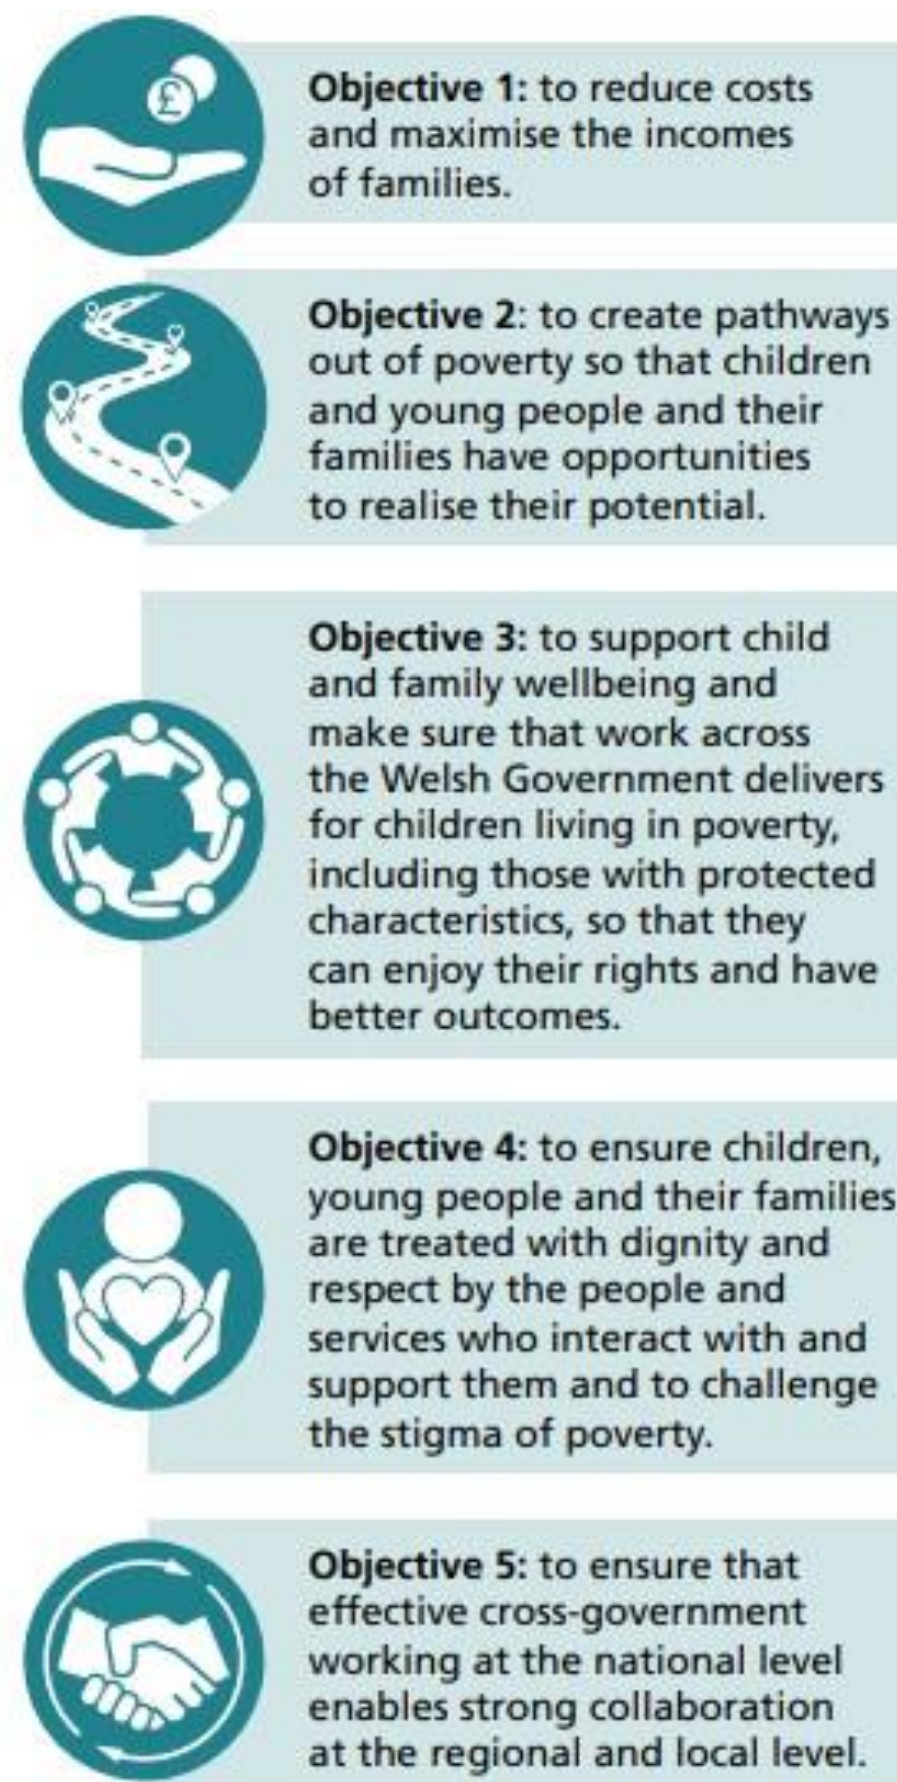 £
Objective 1: to reduce costs
and maximise the incomes
of families.
Objective 2: to create pathways
out of poverty so that children
and young people and their
families have opportunities
to realise their potential.
Objective 3: to support child
and family wellbeing and
make sure that work across
the Welsh Government delivers
for children living in poverty,
including those with protected
characteristics, so that they
can enjoy their rights and have
better outcomes.
Objective 4: to ensure children,
young people and their families
are treated with dignity and
respect by the people and
services who interact with and
support them and to challenge
the stigma of poverty.
Objective 5: to ensure that
effective cross-government
working at the national level
enables strong collaboration
at the regional and local level.